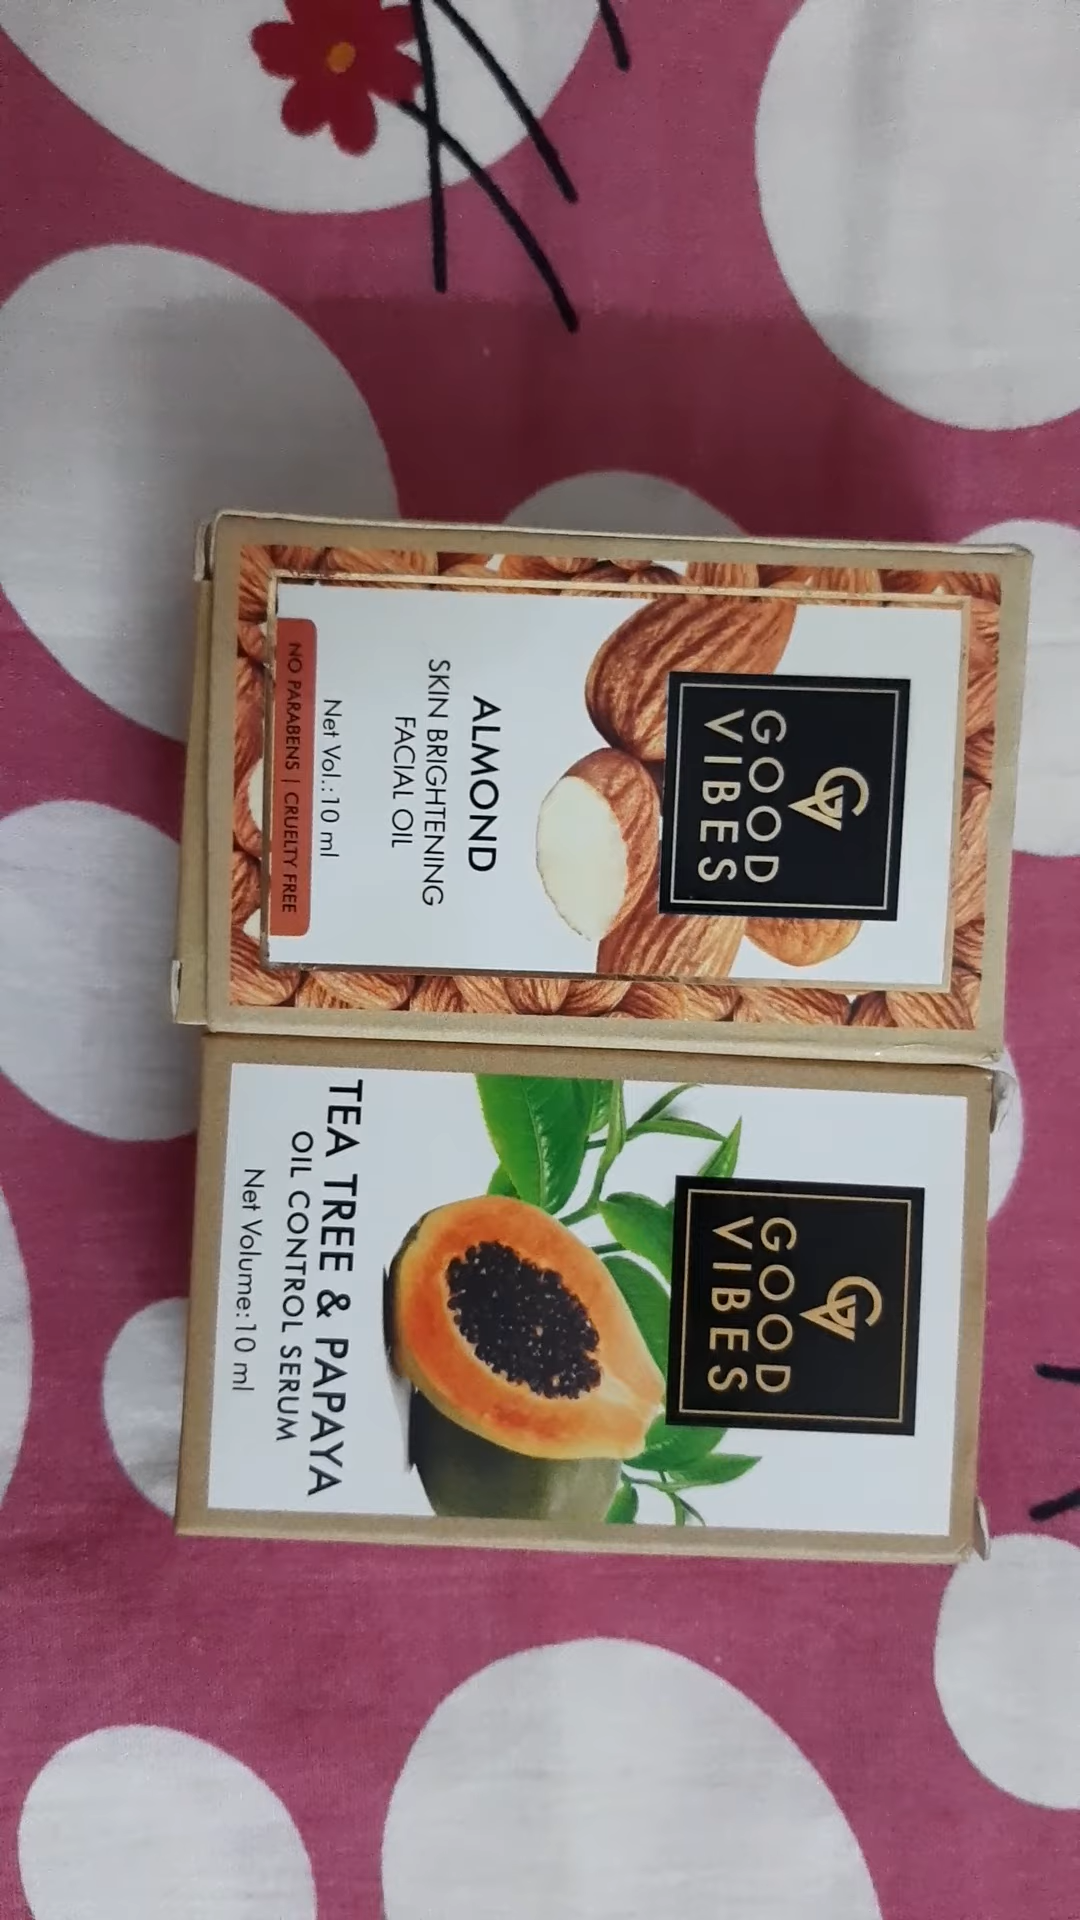 GOOD
VIBES
ALMOND
SKIN BRIGHTENING
FACIAL OIL
Net Vol.:10 ml
NO PARABENS | CRUELTY FREE
GOOD
VIBES
TEA TREE & PAPAYA
OIL CONTROL SERUM
Net Volume:10 ml